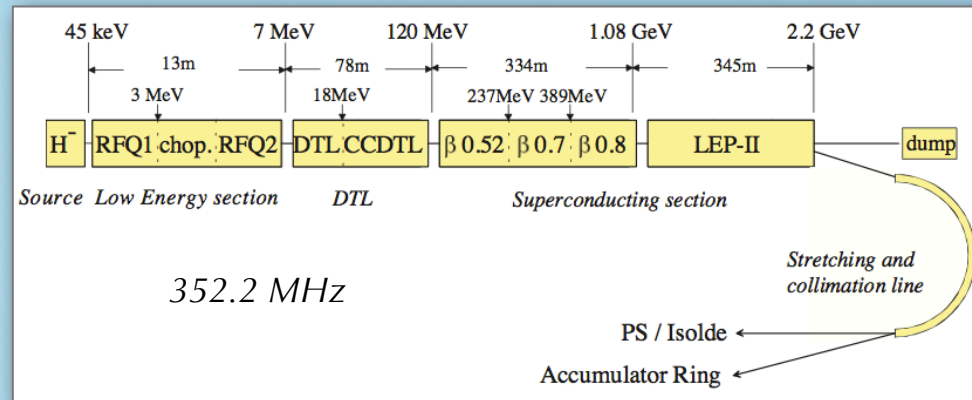 45 keV 7 MeV 120 MeV 1.08 GeV 2.2 GeV
13m 78m 334m 345m
3 MeV 18MeV 237MeV 389MeV
H⁻ RFQ1 chop. RFQ2 DTL CCDTL β 0.52 β 0.7 β 0.8 LEP-II dump
Source Low Energy section DTL Superconducting section
Stretching and
collimation line
352.2 MHz
PS / Isolde
Accumulator Ring